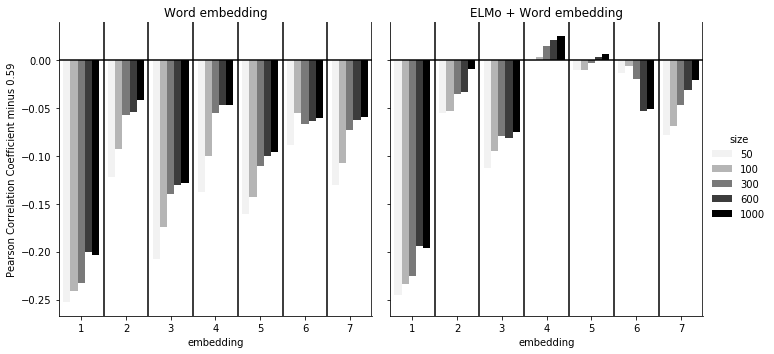 Word embedding
ELMo + Word embedding
Pearson Correlation Coefficient minus 0.59
0.00
−0.05
−0.10
−0.15
−0.20
−0.25
1 2 3 4 5 6 7
embedding
1 2 3 4 5 6 7
embedding
size
50
100
300
600
1000